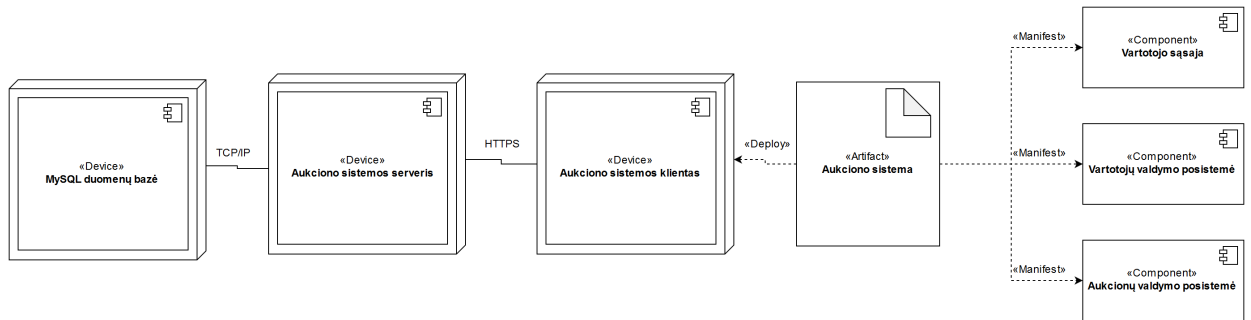 «Device»
MySQL duomenų bazė
TCP/IP
«Device»
Aukciono sistemos serveris
HTTPS
«Device»
Aukciono sistemos klientas
«Deploy»
«Artifact»
Aukciono sistema
«Manifest»
«Component»
Vartotojo sąsaja
«Manifest»
«Component»
Vartotojų valdymo posistemė
«Manifest»
«Component»
Aukcionų valdymo posistemė